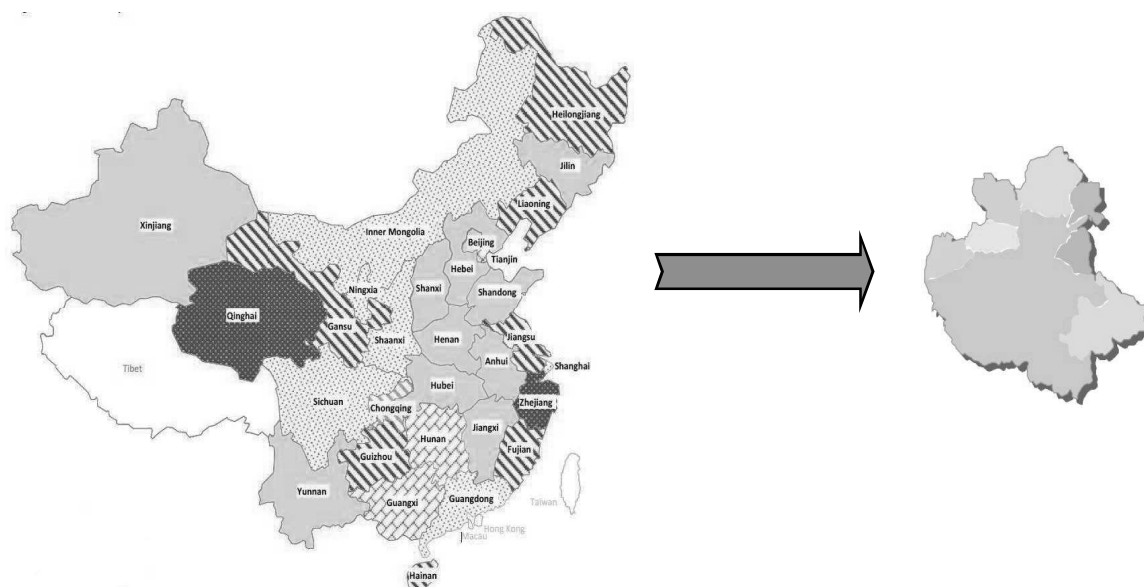 Heilongjiang
Jilin
Liaoning
Xinjiang
Inner Mongolia
Beijing
Tianjin
Hebei
Ningxia
Shanxi
Shandong
Qinghai
Gansu
Shaanxi
Henan
Jiangsu
Tibet
Anhui
Shanghai
Hubei
Sichuan
Chongqing
Zhejiang
Hunan
Jiangxi
Fujian
Guizhou
Yunnan
Guangxi
Guangdong
Taiwan
Hong Kong
Macau
Hainan